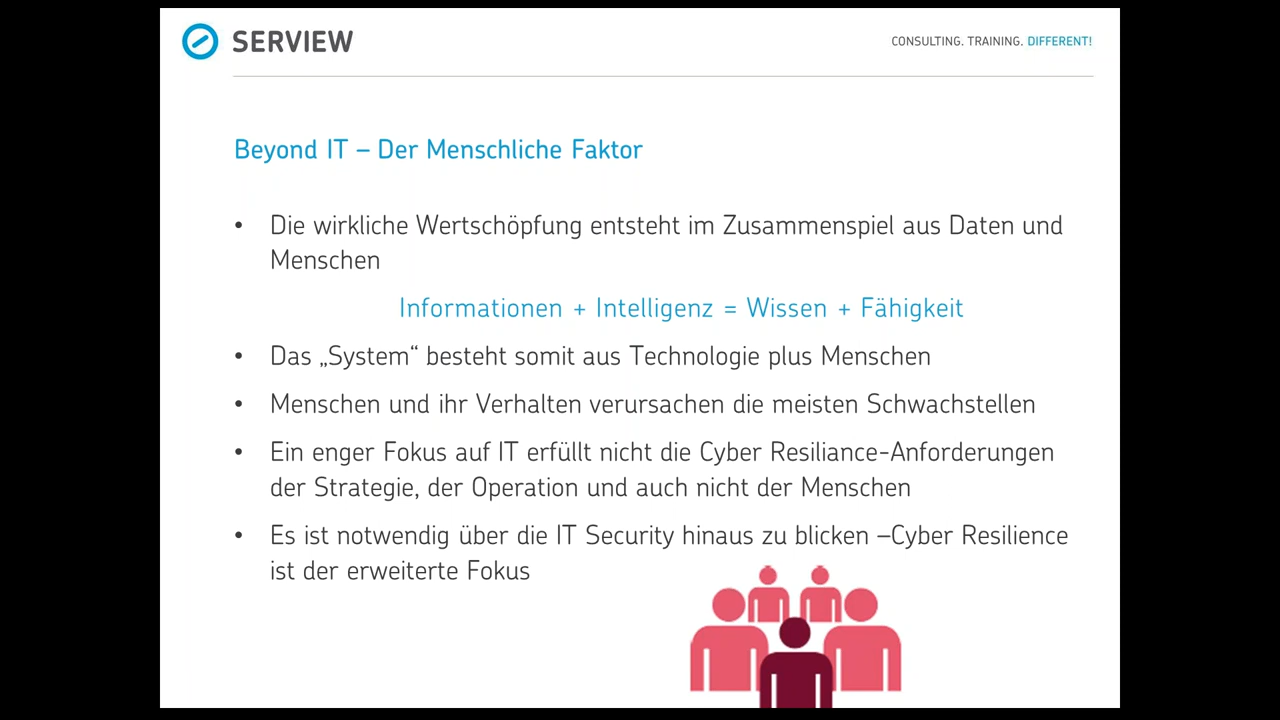 SERVIEW
CONSULTING. TRAINING. DIFFERENT!
Beyond IT – Der Menschliche Faktor
• Die wirkliche Wertschöpfung entsteht im Zusammenspiel aus Daten und
Menschen
Informationen + Intelligenz = Wissen + Fähigkeit
• Das „System“ besteht somit aus Technologie plus Menschen
• Menschen und ihr Verhalten verursachen die meisten Schwachstellen
• Ein enger Fokus auf IT erfüllt nicht die Cyber Resiliance-Anforderungen
der Strategie, der Operation und auch nicht der Menschen
• Es ist notwendig über die IT Security hinaus zu blicken –Cyber Resilience
ist der erweiterte Fokus